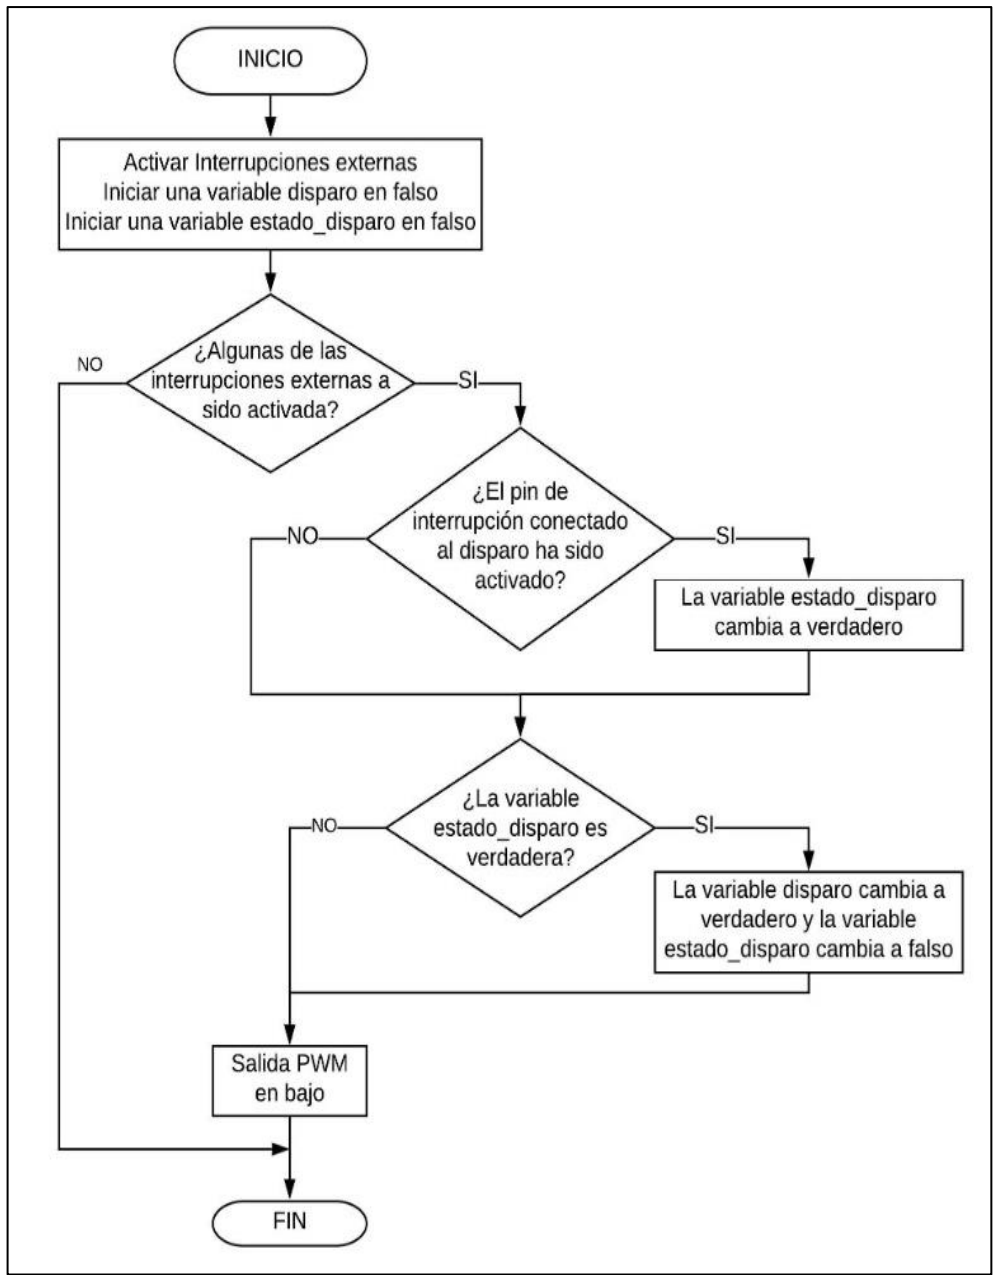 INICIO
Activar Interrupciones externas
Iniciar una variable disparo en falso
Iniciar una variable estado_disparo en falso
¿Algunas de las
interrupciones externas a
sido activada?
NO
SI
¿El pin de
interrupción conectado
al disparo ha sido
activado?
NO
SI
La variable estado_disparo
cambia a verdadero
¿La variable
estado_disparo es
verdadera?
NO
SI
La variable disparo cambia a
verdadero y la variable
estado_disparo cambia a falso
Salida PWM
en bajo
FIN